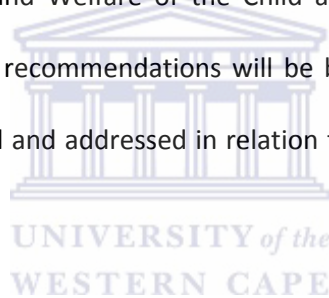 and Welfare of the Child a
recommendations will be b
and addressed in relation t
UNIVERSITY of the
WESTERN CAPE